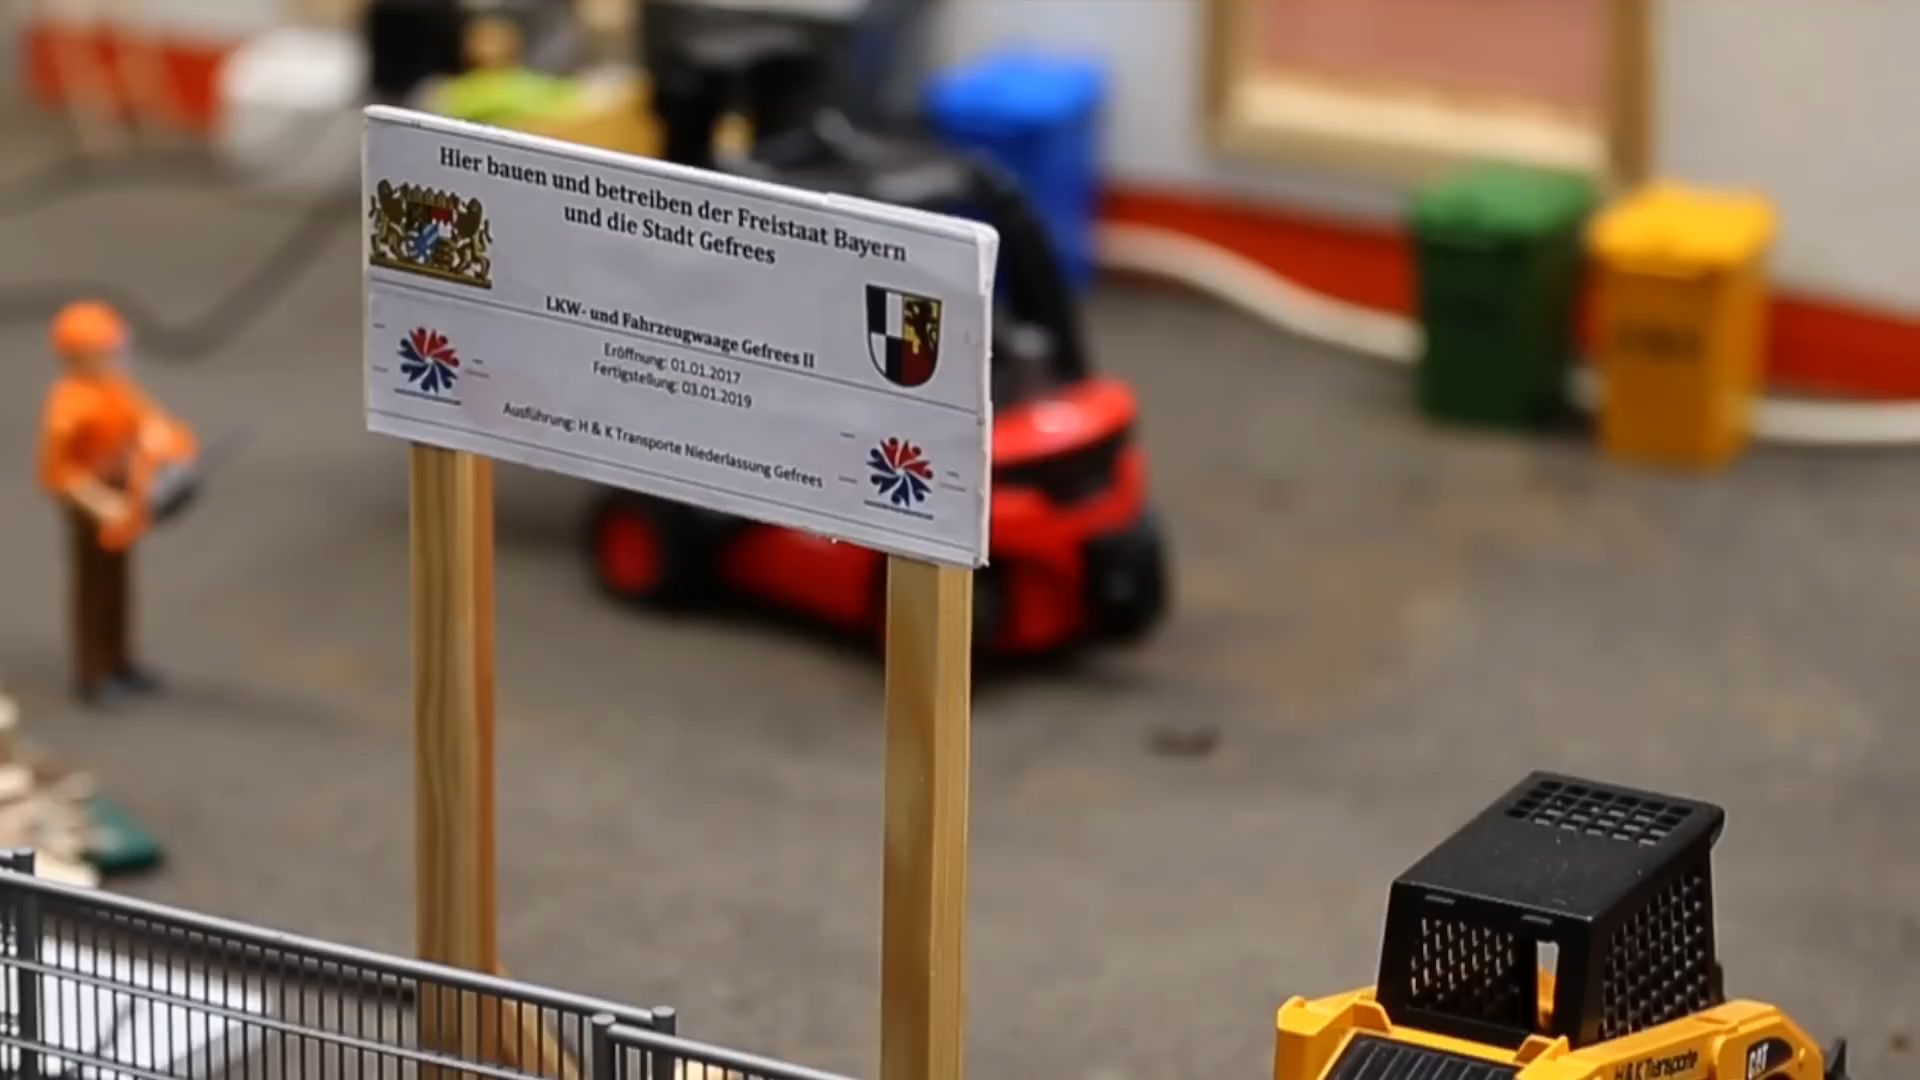 Hier bauen und betreiben der Freistaat Bayern
und die Stadt Gefrees
LKW- und Fahrzeugwaage Gefrees II
Eröffnung: 01.01.2017
Fertigstellung: 03.01.2019
Ausführung: H & K Transporte Niederlassung Gefrees
H & K Transporte
CAT